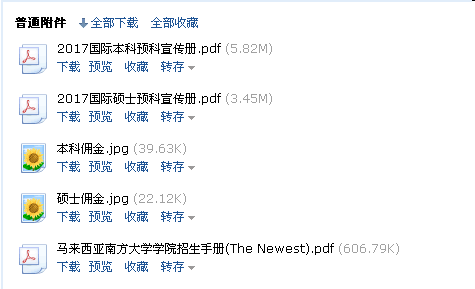 普通附件 全部下载 全部收藏
2017国际本科预科宣传册.pdf (5.82M)
下载 预览 收藏 转存
2017国际硕士预科宣传册.pdf (3.45M)
下载 预览 收藏 转存
本科佣金.jpg (39.63K)
下载 预览 收藏 转存
硕士佣金.jpg (22.12K)
下载 预览 收藏 转存
马来西亚南方大学学院招生手册(The Newest).pdf (606.79K)
下载 预览 收藏 转存